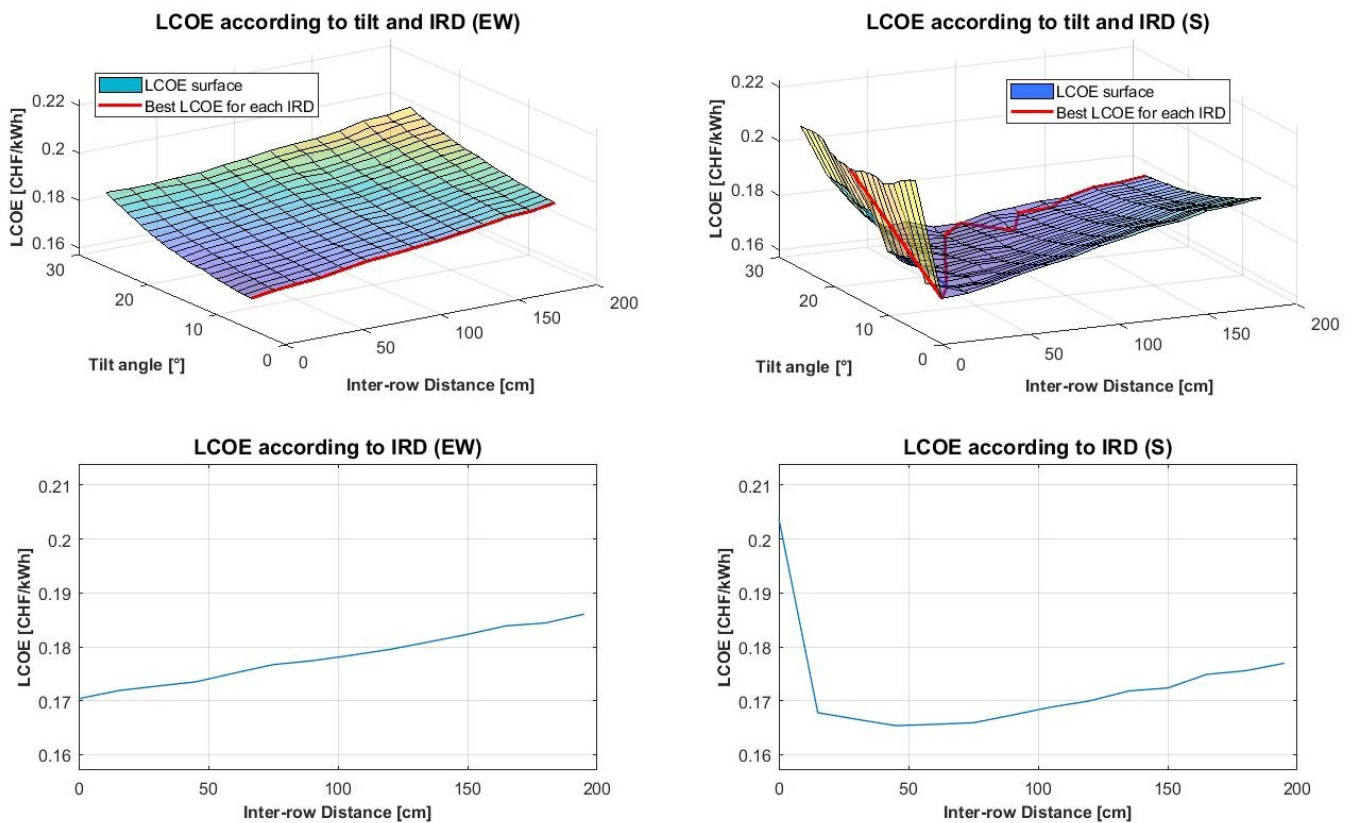 LCOE according to tilt and IRD (EW)
LCOE surface
Best LCOE for each IRD
LCOE [CHF/kWh]
0.22
0.2
0.18
0.16
30
20
10
0
Tilt angle [°]
0
50
100
150
200
Inter-row Distance [cm]
LCOE according to tilt and IRD (S)
LCOE surface
Best LCOE for each IRD
LCOE [CHF/kWh]
0.22
0.2
0.18
0.16
30
20
10
0
Tilt angle [°]
0
50
100
150
200
Inter-row Distance [cm]
LCOE according to IRD (EW)
LCOE [CHF/kWh]
0.21
0.2
0.19
0.18
0.17
0.16
0
50
100
150
200
Inter-row Distance [cm]
LCOE according to IRD (S)
LCOE [CHF/kWh]
0.21
0.2
0.19
0.18
0.17
0.16
0
50
100
150
200
Inter-row Distance [cm]